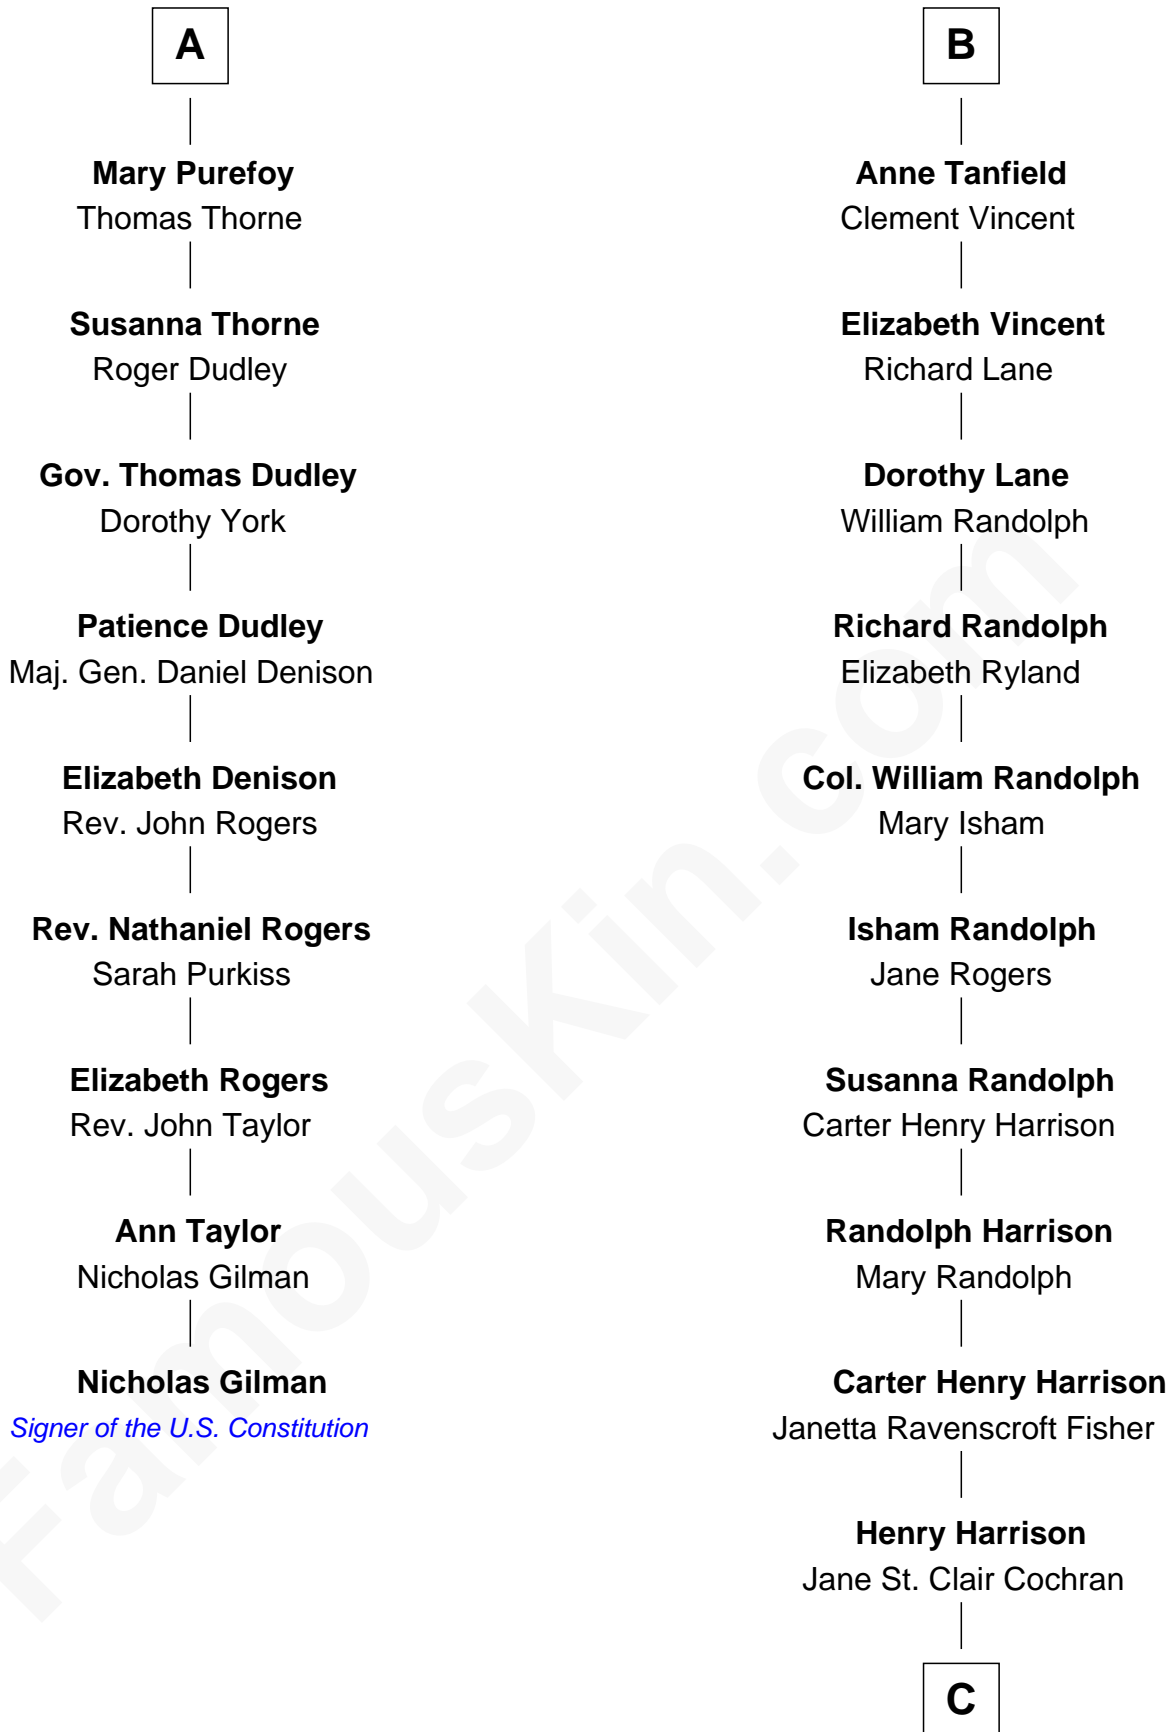 A
Mary Purefoy
Thomas Thorne
Susanna Thorne
Roger Dudley
Gov. Thomas Dudley
Dorothy York
Patience Dudley
Maj. Gen. Daniel Denison
Elizabeth Denison
Rev. John Rogers
Rev. Nathaniel Rogers
Sarah Purkiss
Elizabeth Rogers
Rev. John Taylor
Ann Taylor
Nicholas Gilman
Nicholas Gilman
Signer of the U.S. Constitution
B
Anne Tanfield
Clement Vincent
Elizabeth Vincent
Richard Lane
Dorothy Lane
William Randolph
Richard Randolph
Elizabeth Ryland
Col. William Randolph
Mary Isham
Isham Randolph
Jane Rogers
Susanna Randolph
Carter Henry Harrison
Randolph Harrison
Mary Randolph
Carter Henry Harrison
Janetta Ravenscroft Fisher
Henry Harrison
Jane St. Clair Cochran
C
FamousKin.com